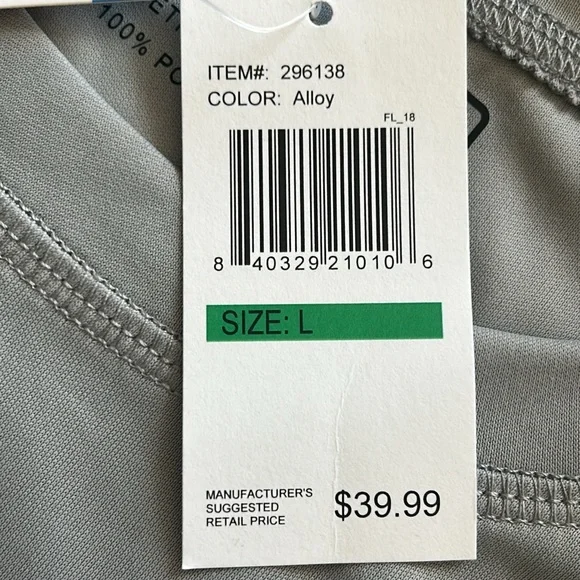 100% PO
ITEM#: 296138
COLOR: Alloy
FL_18
8 40329 21010 6
SIZE: L
MANUFACTURER'S
SUGGESTED
RETAIL PRICE
$39.99